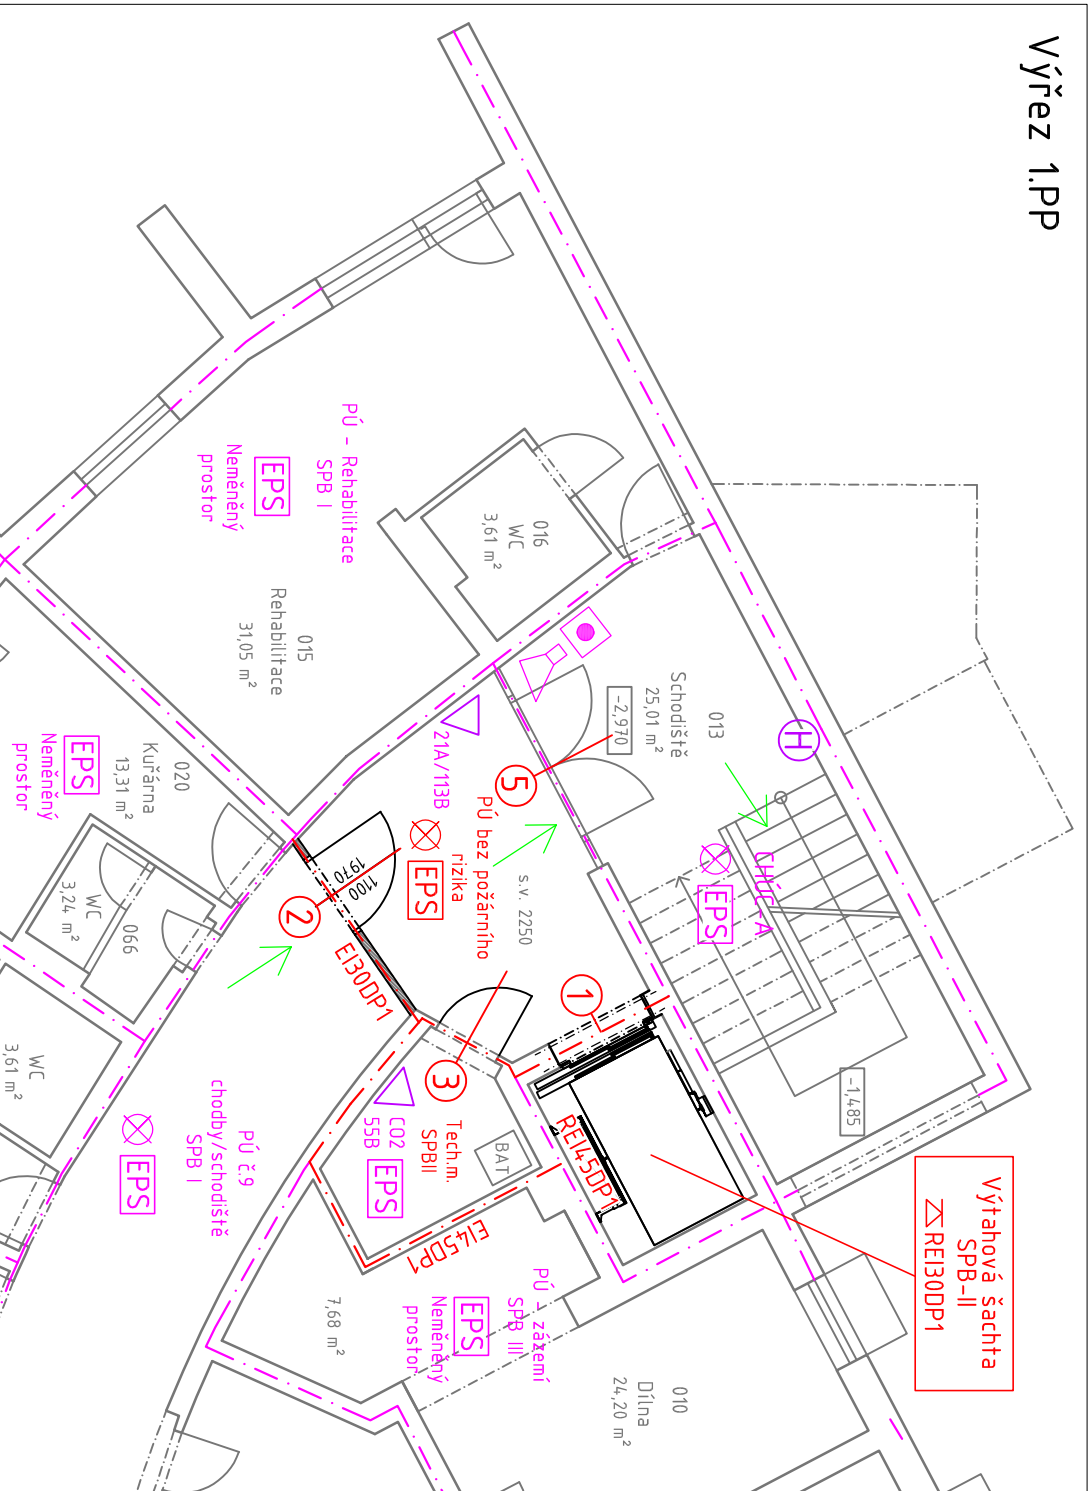 Výřez 1.PP
Výtahová šachta
SPB-II
REI30DP1
-1,485
H
013
Schodiště
25,01 m²
-2,970
CHÚC-A
EPS
016
WC
3,61 m²
PÚ - Rehabilitace
SPB I
EPS
Neměněný
prostor
015
Rehabilitace
31,05 m²
21A/113B
5
PÚ bez požárního
rizika
EPS
s.v. 2250
1100
1970
2
EI30DP1
1
3
REI45DP1
BAT
Tech.m.
SPBII
CO2
55B
EPS
EI45DP1
PÚ - zázemí
SPB III
EPS
Neměněný
prostor
7,68 m²
010
Dílna
24,20 m²
020
Kuřárna
13,31 m²
EPS
Neměněný
prostor
066
WC
3,24 m²
WC
3,61 m²
PÚ č.9
chodby/schodiště
SPB I
EPS